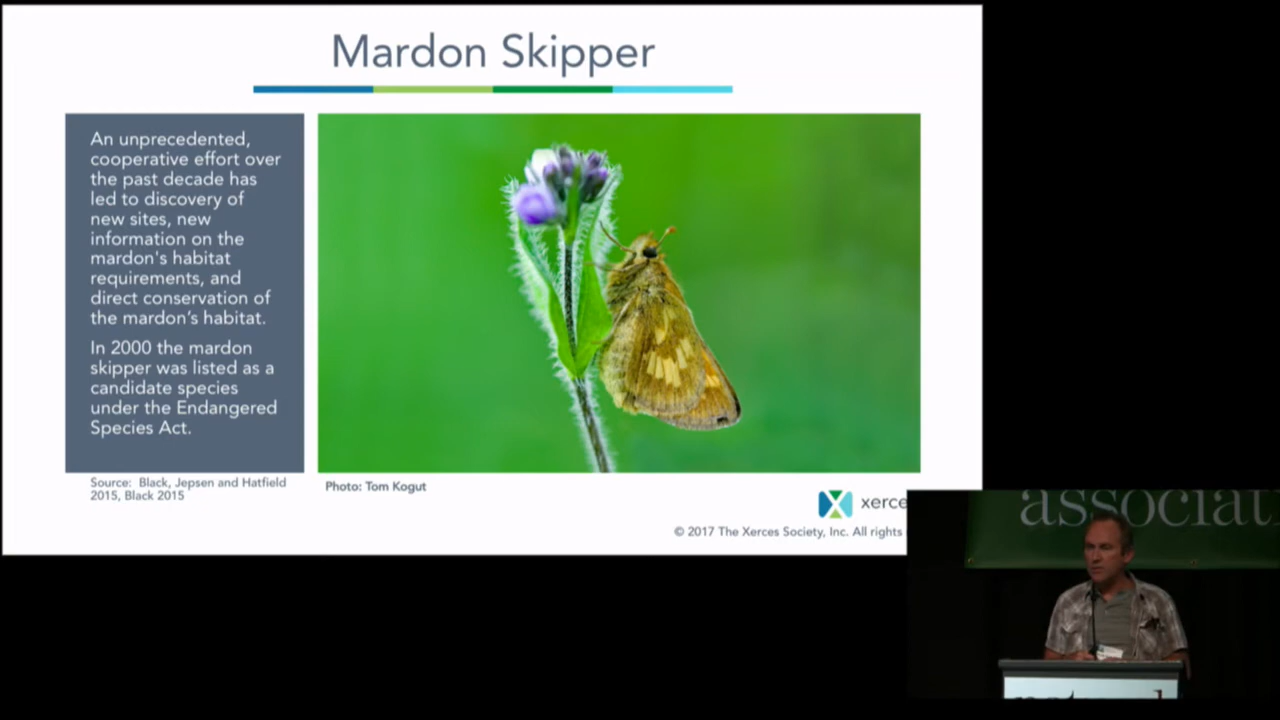 Mardon Skipper
An unprecedented,
cooperative effort over
the past decade has
led to discovery of
new sites, new
information on the
mardon's habitat
requirements, and
direct conservation of
the mardon's habitat.
In 2000 the mardon
skipper was listed as a
candidate species
under the Endangered
Species Act.
Source: Black, Jepsen and Hatfield
2015, Black 2015
Photo: Tom Kogut
xerce
© 2017 The Xerces Society, Inc. All rights
associat